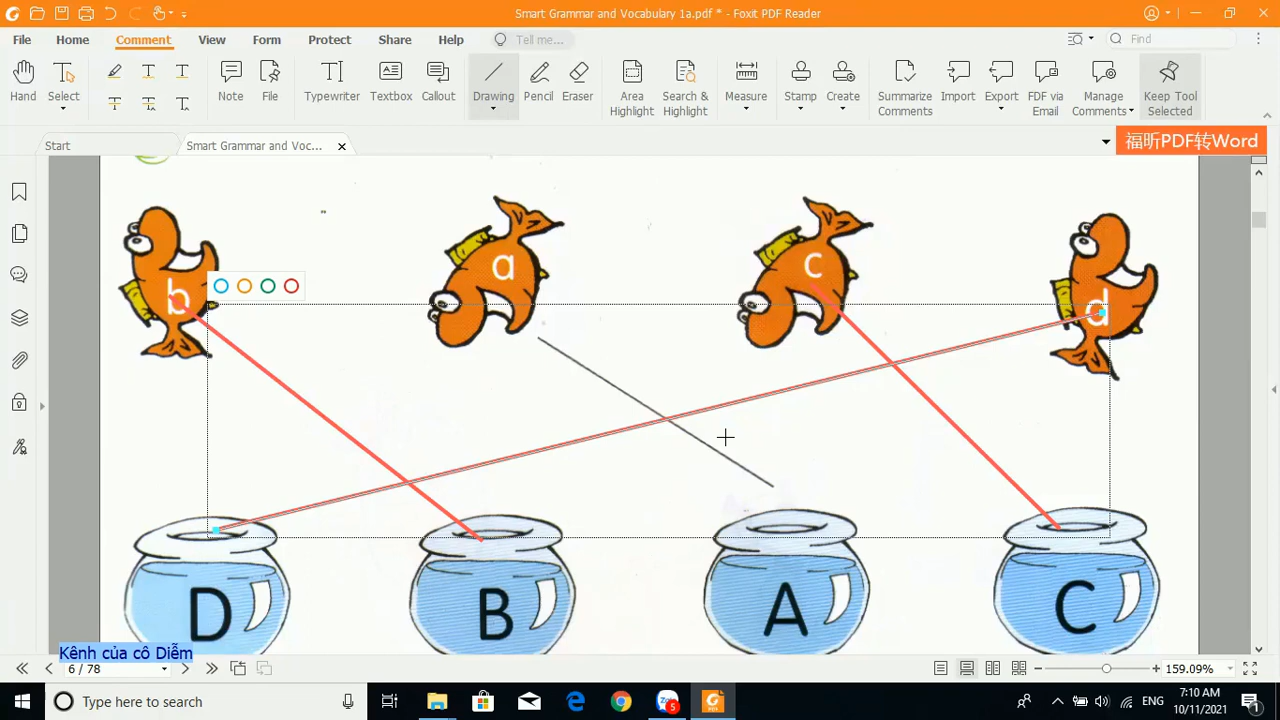 Smart Grammar and Vocabulary 1a.pdf * - Foxit PDF Reader
File Home Comment View Form Protect Share Help Tell me... Find
Hand Select Note File Typewriter Textbox Callout Drawing Pencil Eraser Area Highlight Search & Highlight Measure Stamp Create Summarize Comments Import Export PDF via Email Manage Comments Keep Tool Selected
Start Smart Grammar and Voc... 福昕PDF转Word
b a c d
D B A C
Kênh của cô Diễm
6 / 78 159.09%
Type here to search Zalo 5 ENG 7:10 AM
10/11/2021 1